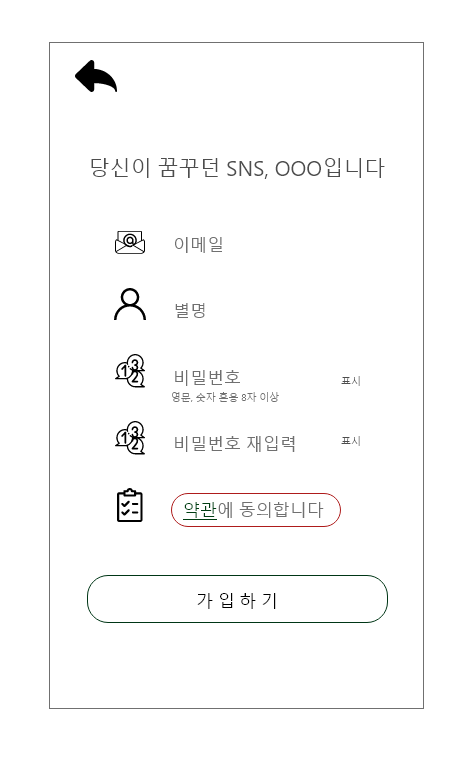 당신이 꿈꾸던 SNS, OOO입니다
이메일
별명
비밀번호
표시
영문, 숫자 혼용 8자 이상
비밀번호 재입력
표시
약관에 동의합니다
가 입 하 기